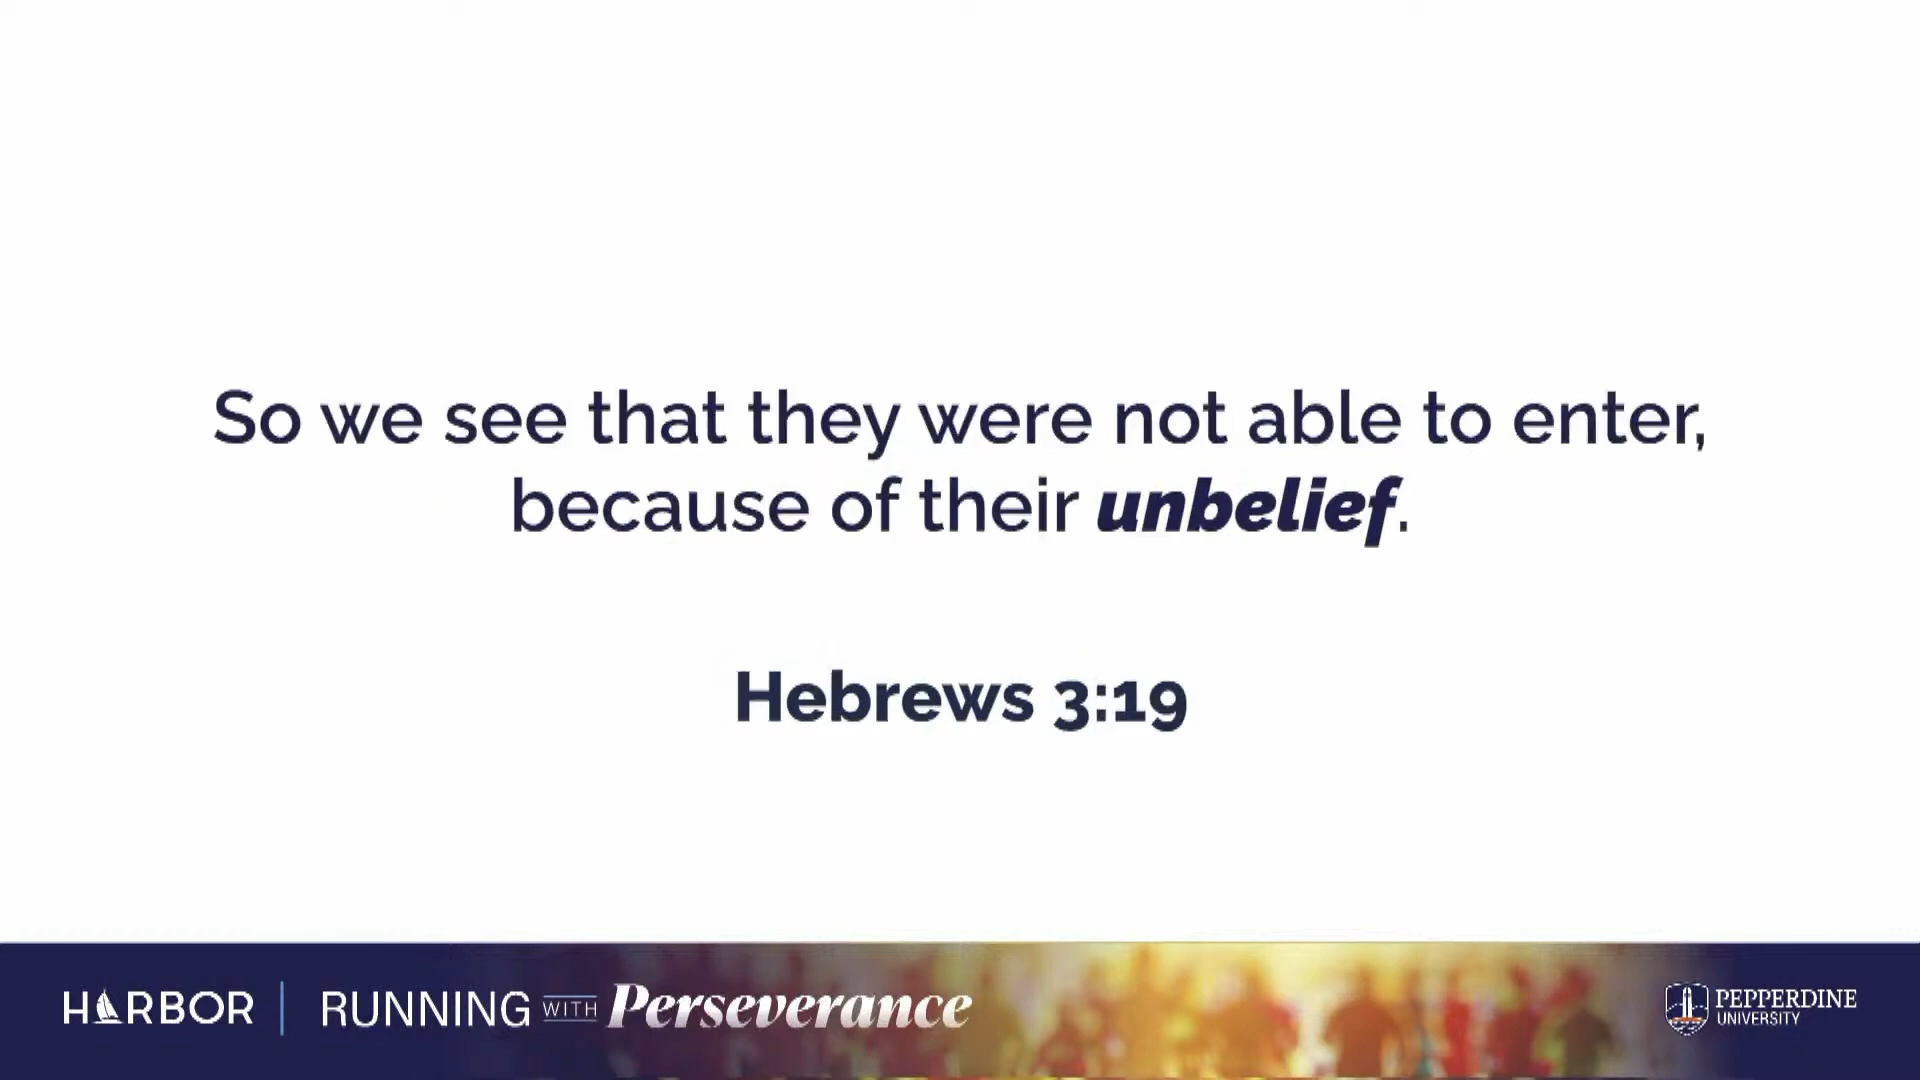 So we see that they were not able to enter,
because of their unbelief.
Hebrews 3:19
HARBOR | RUNNING WITH Perseverance
PEPPERDINE
UNIVERSITY